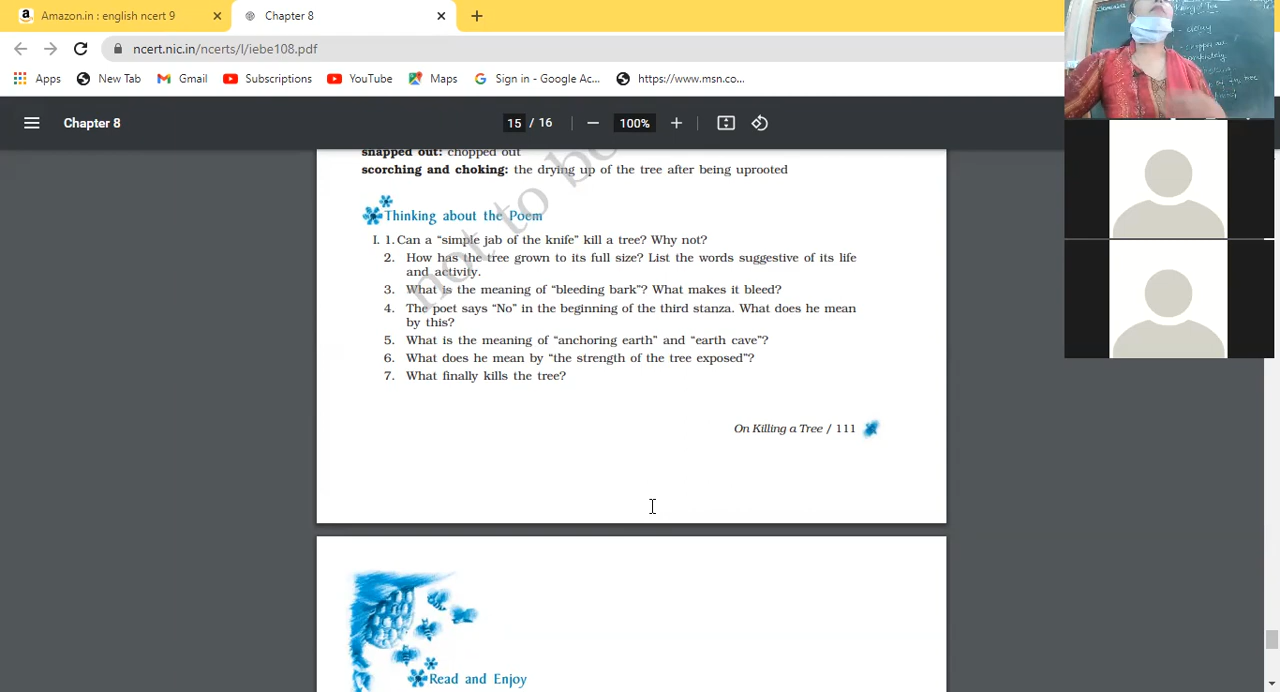 Amazon.in : english ncert 9
Chapter 8
ncert.nic.in/ncerts/l/iebe108.pdf
Apps
New Tab
Gmail
Subscriptions
YouTube
Maps
Sign in - Google Ac...
https://www.msn.co...
Chapter 8
15 / 16
100%
snapped out: chopped out
scorching and choking: the drying up of the tree after being uprooted
not to be
Thinking about the Poem
I. 1. Can a “simple jab of the knife” kill a tree? Why not?
2. How has the tree grown to its full size? List the words suggestive of its life
and activity.
3. What is the meaning of “bleeding bark”? What makes it bleed?
4. The poet says “No” in the beginning of the third stanza. What does he mean
by this?
5. What is the meaning of “anchoring earth” and “earth cave”?
6. What does he mean by “the strength of the tree exposed”?
7. What finally kills the tree?
On Killing a Tree / 111
Read and Enjoy